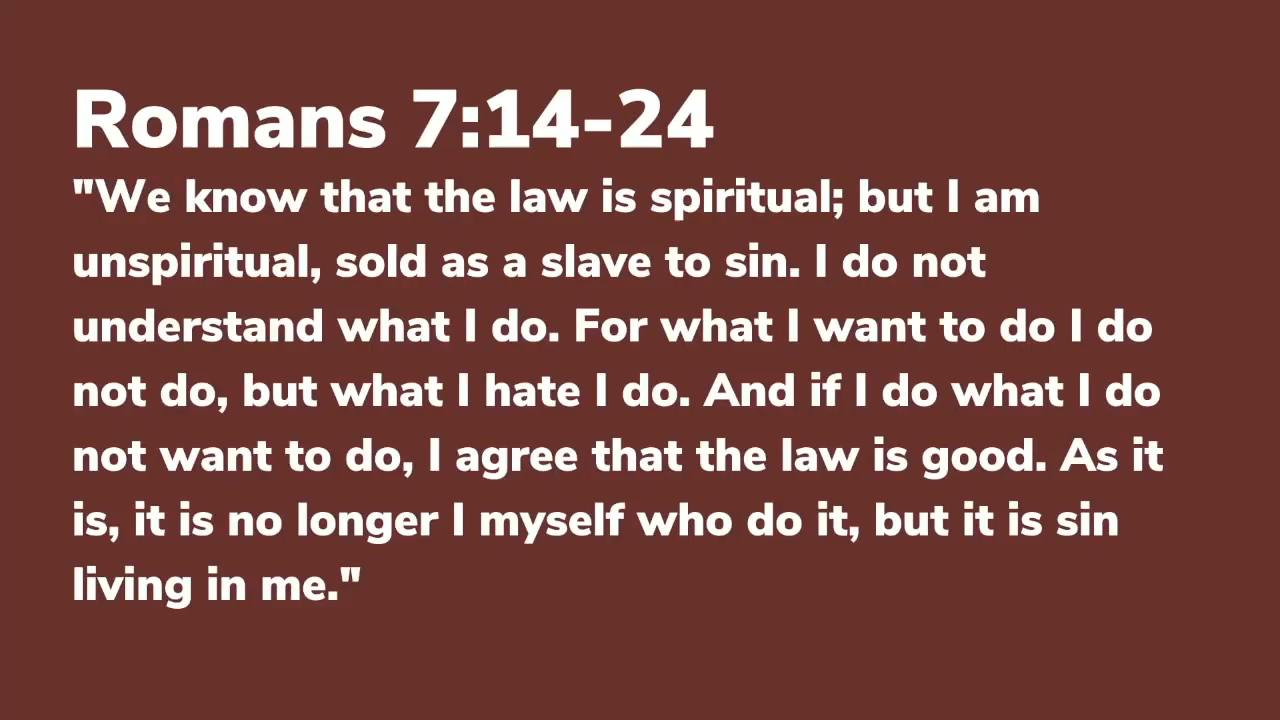 Romans 7:14-24
"We know that the law is spiritual; but I am
unspiritual, sold as a slave to sin. I do not
understand what I do. For what I want to do I do
not do, but what I hate I do. And if I do what I do
not want to do, I agree that the law is good. As it
is, it is no longer I myself who do it, but it is sin
living in me."